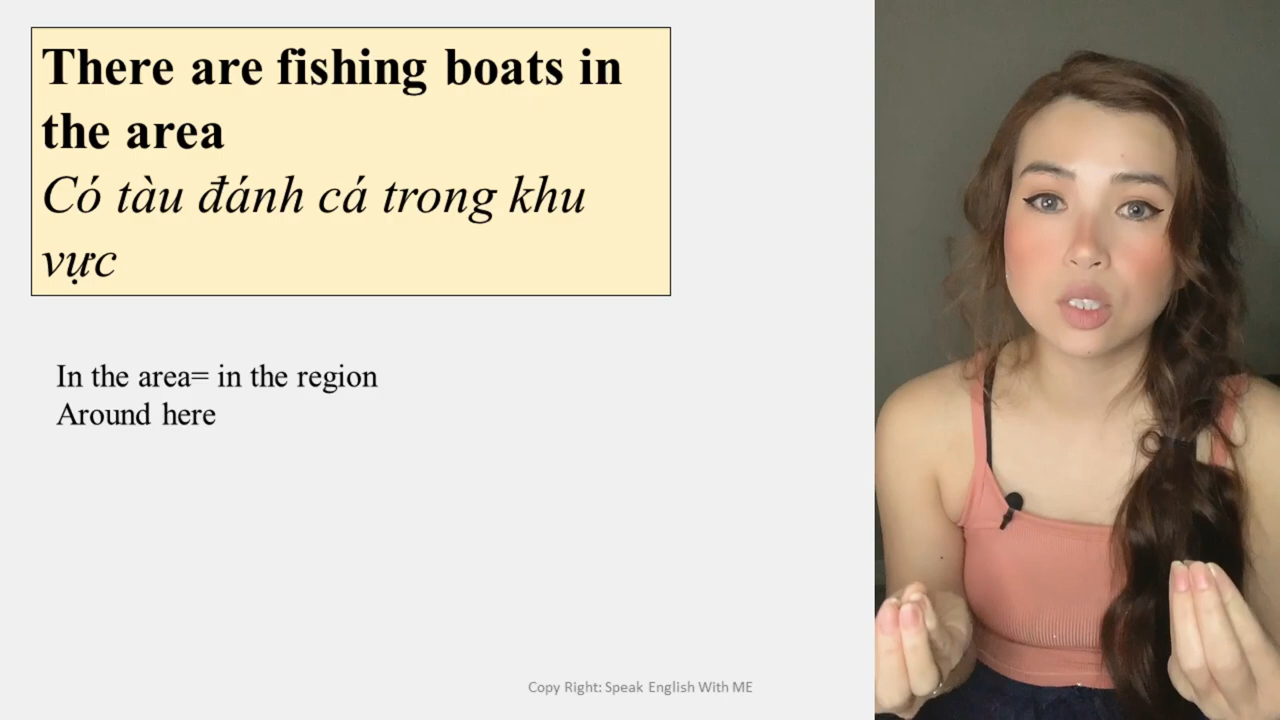 There are fishing boats in
the area
Có tàu đánh cá trong khu
vực
In the area= in the region
Around here
Copy Right: Speak English With ME